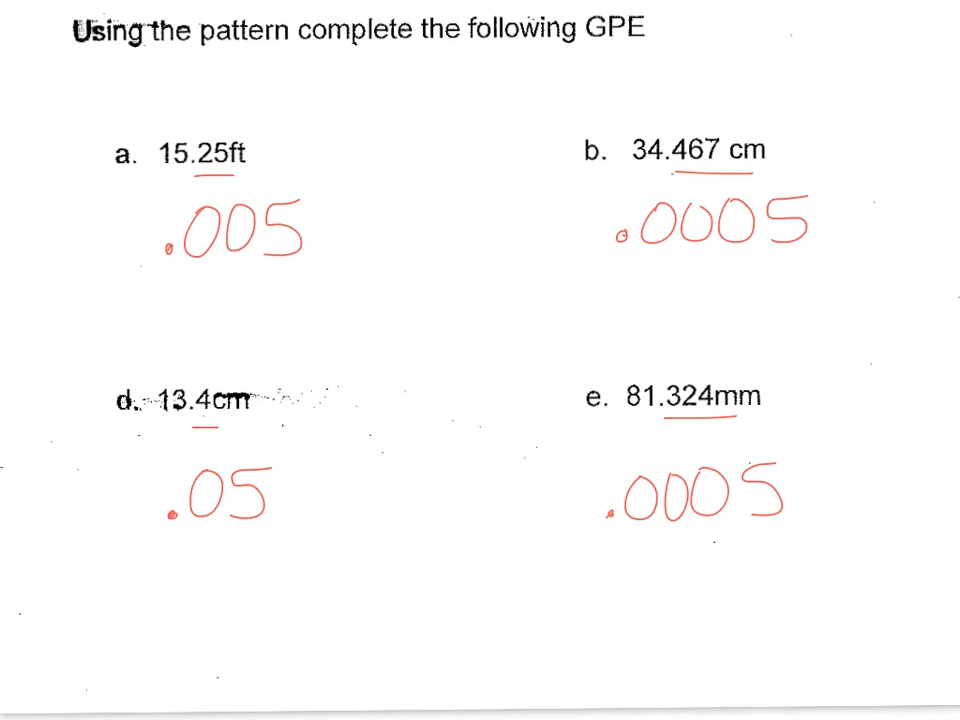 Using the pattern complete the following GPE
a. 15.25ft
b. 34.467 cm
.005
.0005
d. 13.4cm
e. 81.324mm
.05
.0005